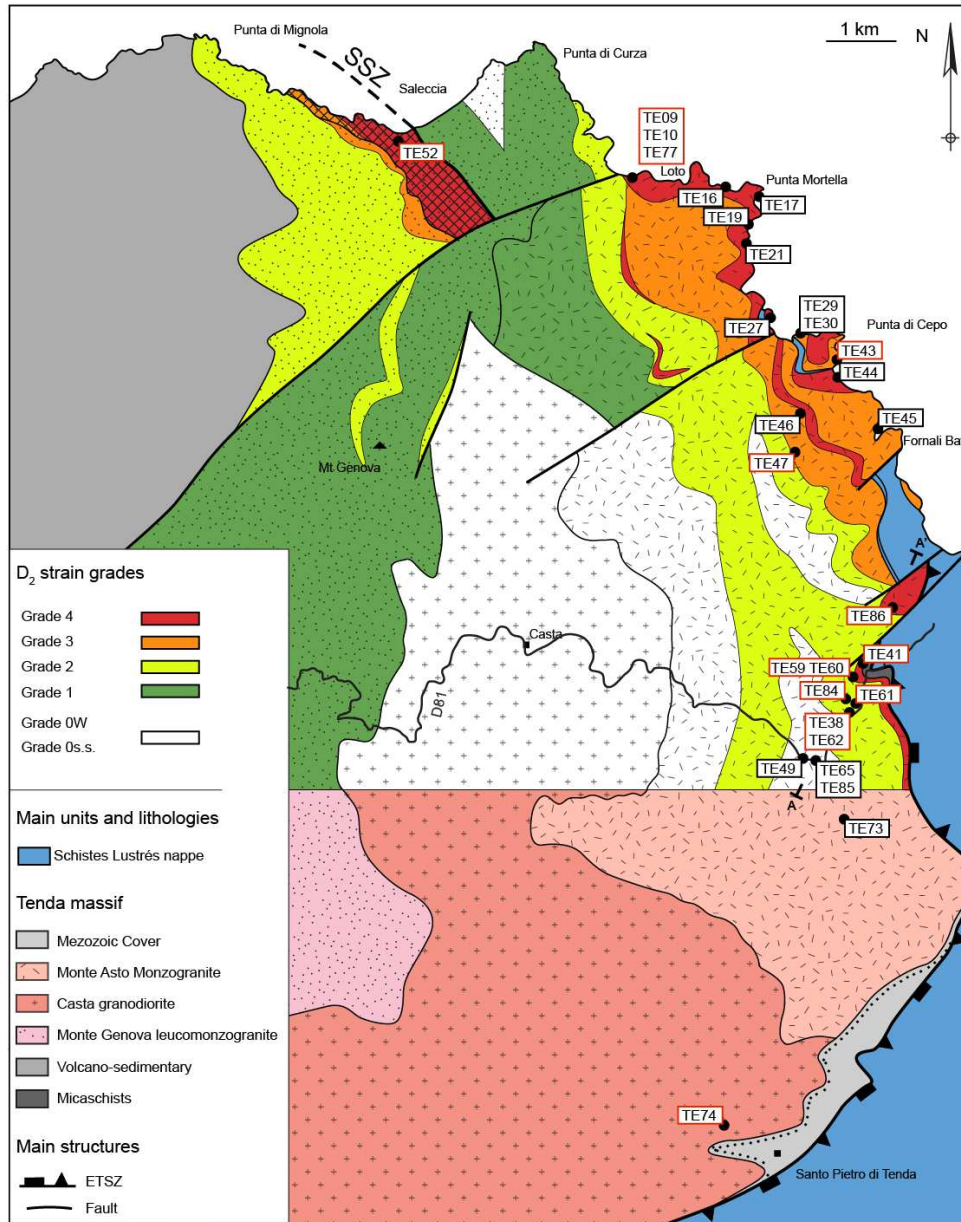 Punta di Mignola
SSZ
Saleccia
Punta di Curza
1 km
N
TE09
TE10
TE77
Loto
Punta Mortella
TE52
TE16
TE17
TE19
TE21
TE27
TE29
TE30
Punta di Cepo
TE43
TE44
TE46
TE45
Fornali Bay
TE47
Mt Genova
A'
TE86
Casta
D81
TE41
TE59 TE60
TE84
TE61
TE38
TE62
TE49
TE65
TE85
A
TE73
TE74
Santo Pietro di Tenda
D2 strain grades
Grade 4
Grade 3
Grade 2
Grade 1
Grade 0W
Grade 0s.s.
Main units and lithologies
Schistes Lustrés nappe
Tenda massif
Mezozoic Cover
Monte Asto Monzogranite
Casta granodiorite
Monte Genova leucomonzogranite
Volcano-sedimentary
Micaschists
Main structures
ETSZ
Fault